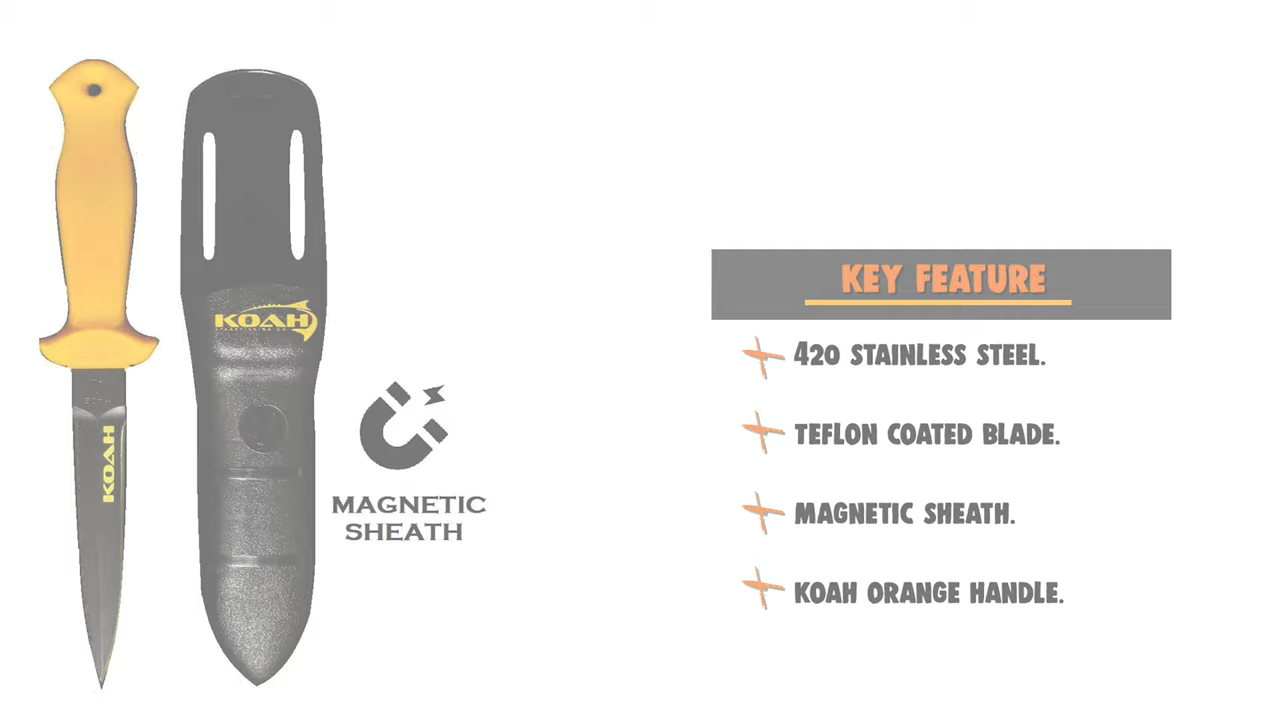 KOAH
KOAH
MAGNETIC
SHEATH
KEY FEATURE
420 STAINLESS STEEL.
TEFLON COATED BLADE.
MAGNETIC SHEATH.
KOAH ORANGE HANDLE.